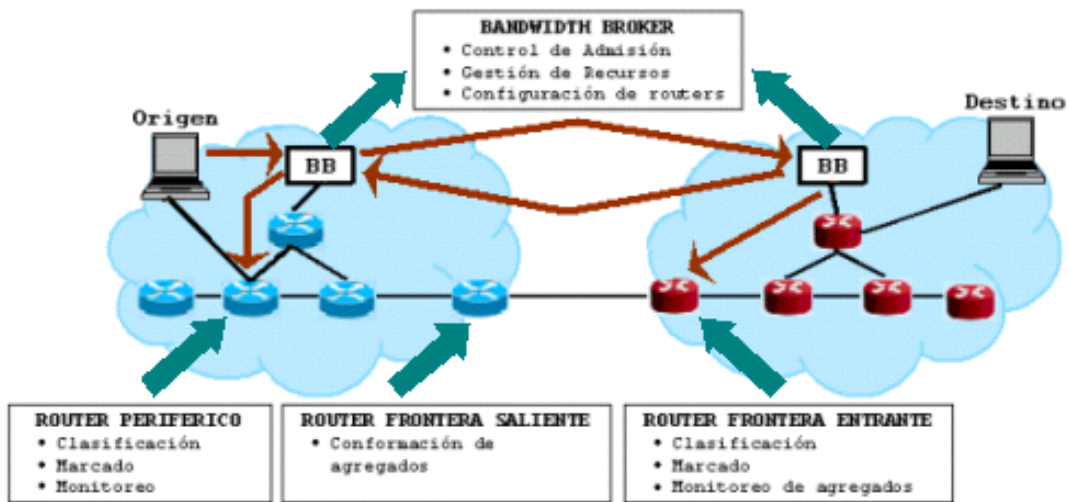 BANDWIDTH BROKER
• Control de Admisión
• Gestión de Recursos
• Configuración de routers
Origen
Destino
BB
BB
ROUTER PERIFERICO
• Clasificación
• Marcado
• Monitoreo
ROUTER FRONTERA SALIENTE
• Conformación de
agregados
ROUTER FRONTERA ENTRANTE
• Clasificación
• Marcado
• Monitoreo de agregados